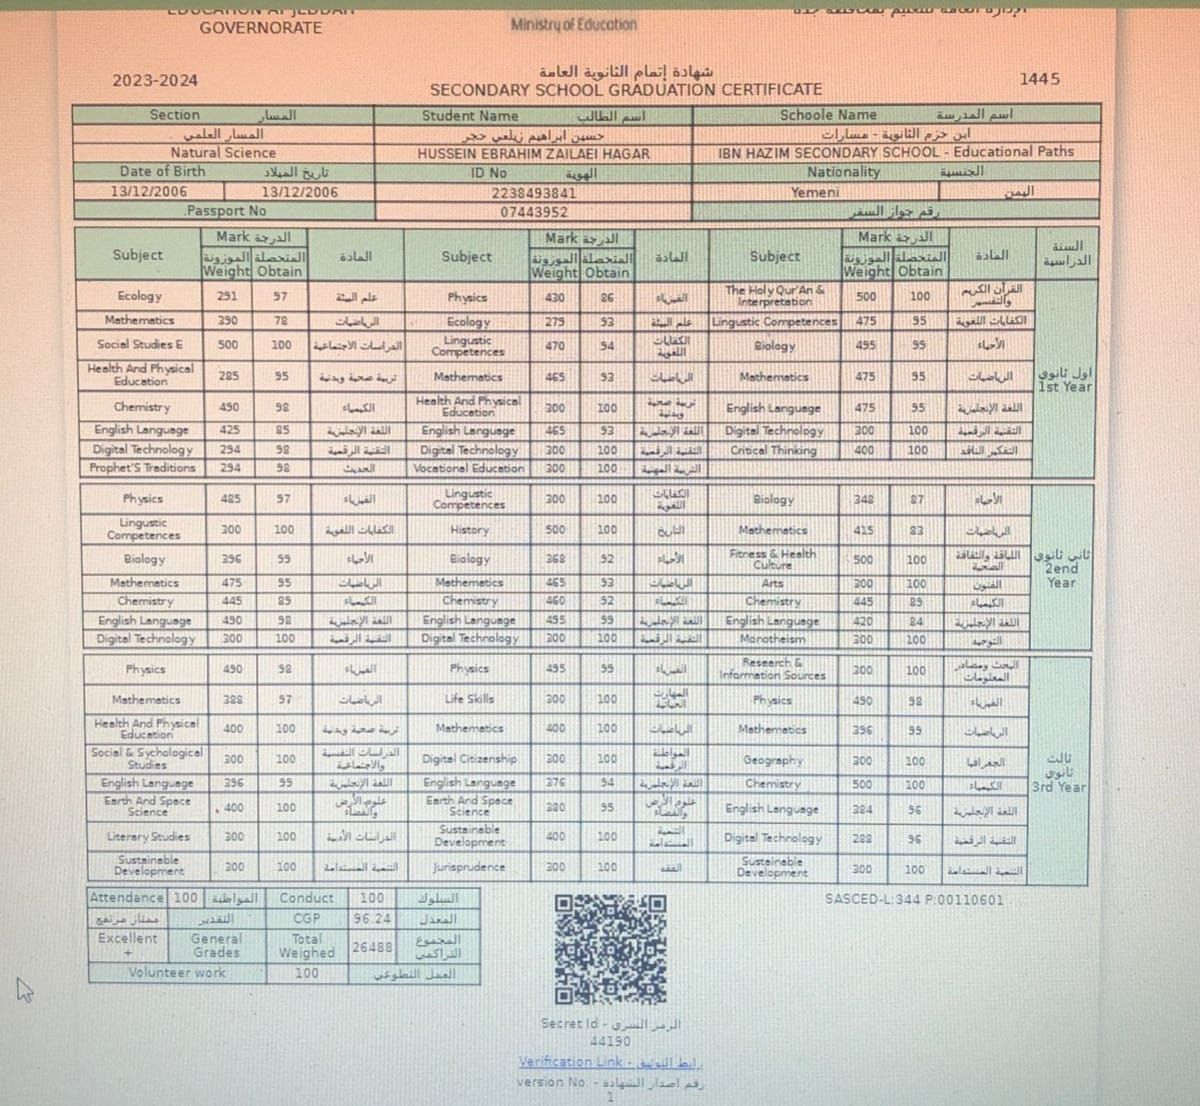 GOVERNORATE
Ministry of Education
2023-2024
شهادة إتمام الثانوية العامة
1445
SECONDARY SCHOOL GRADUATION CERTIFICATE
Section المسار Student Name اسم الطالب Schoole Name اسم المدرسة
المسار العلمي حسين ابراهيم زيلعي حجر ابن حزم الثانوية - مسارات
Natural Science HUSSEIN EBRAHIM ZAILAEI HAGAR IBN HAZIM SECONDARY SCHOOL - Educational Paths
Date of Birth تاريخ الميلاد ID No الهوية Nationality الجنسية
13/12/2006 13/12/2006 2238493841 Yemeni اليمن
.Passport No 07443952 رقم جواز السفر
Subject Mark الدرجة المادة Subject Mark الدرجة المادة Subject Mark الدرجة المادة السنة الدراسية
الموزونة المتحصلة الموزونة المتحصلة الموزونة المتحصلة
Weight Obtain Weight Obtain Weight Obtain
Ecology 291 97 علم البيئة Physics 430 86 الفيزياء The Holy Qur'An & Interpretation 500 100 القرآن الكريم والتفسير
Mathematics 390 78 الرياضيات Ecology 279 93 علم البيئة Lingustic Competences 475 95 الكفايات اللغوية
Social Studies E 500 100 الدراسات الاجتماعية Lingustic Competences 470 94 الكفايات اللغوية Biology 495 99 الأحياء
Health And Physical Education 285 95 تربية صحية وبدنية Mathematics 465 93 الرياضيات Mathematics 475 95 الرياضيات
اول ثانوي 1st Year
Chemistry 490 98 الكيمياء Health And Physical Education 300 100 تربية صحية وبدنية English Language 475 95 اللغة الإنجليزية
English Language 425 85 اللغة الإنجليزية English Language 465 93 اللغة الإنجليزية Digital Technology 300 100 التقنية الرقمية
Digital Technology 294 98 التقنية الرقمية Digital Technology 300 100 التقنية الرقمية Critical Thinking 400 100 التفكير الناقد
Prophet'S Traditions 294 98 الحديث Vocational Education 300 100 التربية المهنية
Physics 485 97 الفيزياء Lingustic Competences 300 100 الكفايات اللغوية Biology 348 87 الأحياء
Lingustic Competences 300 100 الكفايات اللغوية History 500 100 التاريخ Mathematics 415 83 الرياضيات
Biology 396 99 الأحياء Biology 368 92 الأحياء Fitness & Health Culture 500 100 اللياقة والثقافة الصحية
ثاني ثانوي 2end Year
Mathematics 475 95 الرياضيات Mathematics 465 93 الرياضيات Arts 300 100 الفنون
Chemistry 445 89 الكيمياء Chemistry 460 92 الكيمياء Chemistry 445 89 الكيمياء
English Language 490 98 اللغة الإنجليزية English Language 495 99 اللغة الإنجليزية English Language 420 84 اللغة الإنجليزية
Digital Technology 300 100 التقنية الرقمية Digital Technology 300 100 التقنية الرقمية Monotheism 300 100 التوحيد
Physics 490 98 الفيزياء Physics 495 99 الفيزياء Research & Information Sources 300 100 البحث ومصادر المعلومات
Mathematics 388 97 الرياضيات Life Skills 300 100 المهارات الحياتية Physics 490 98 الفيزياء
Health And Physical Education 400 100 تربية صحية وبدنية Mathematics 400 100 الرياضيات Mathematics 396 99 الرياضيات
Social & Sychological Studies 300 100 الدراسات النفسية والاجتماعية Digital Citizenship 300 100 المواطنة الرقمية Geography 300 100 الجغرافيا
ثالث ثانوي 3rd Year
English Language 396 99 اللغة الإنجليزية English Language 376 94 اللغة الإنجليزية Chemistry 500 100 الكيمياء
Earth And Space Science 400 100 علوم الأرض والفضاء Earth And Space Science 380 95 علوم الأرض والفضاء English Language 384 96 اللغة الإنجليزية
Literary Studies 300 100 الدراسات الأدبية Sustainable Development 400 100 التنمية المستدامة Digital Technology 288 96 التقنية الرقمية
Sustainable Development 300 100 التنمية المستدامة Jurisprudence 300 100 الفقه Sustainable Development 300 100 التنمية المستدامة
Attendance 100 المواظبة Conduct 100 السلوك
SASCED-L:344 P:00110601
ممتاز مرتفع التقدير CGP 96.24 المعدل
Excellent + General Grades Total Weighed 26488 المجموع التراكمي
Volunteer work 100 العمل التطوعي
Secret Id - الرمز السري
44190
Verification Link - رابط التوثيق
version No. - رقم اصدار الشهادة
1